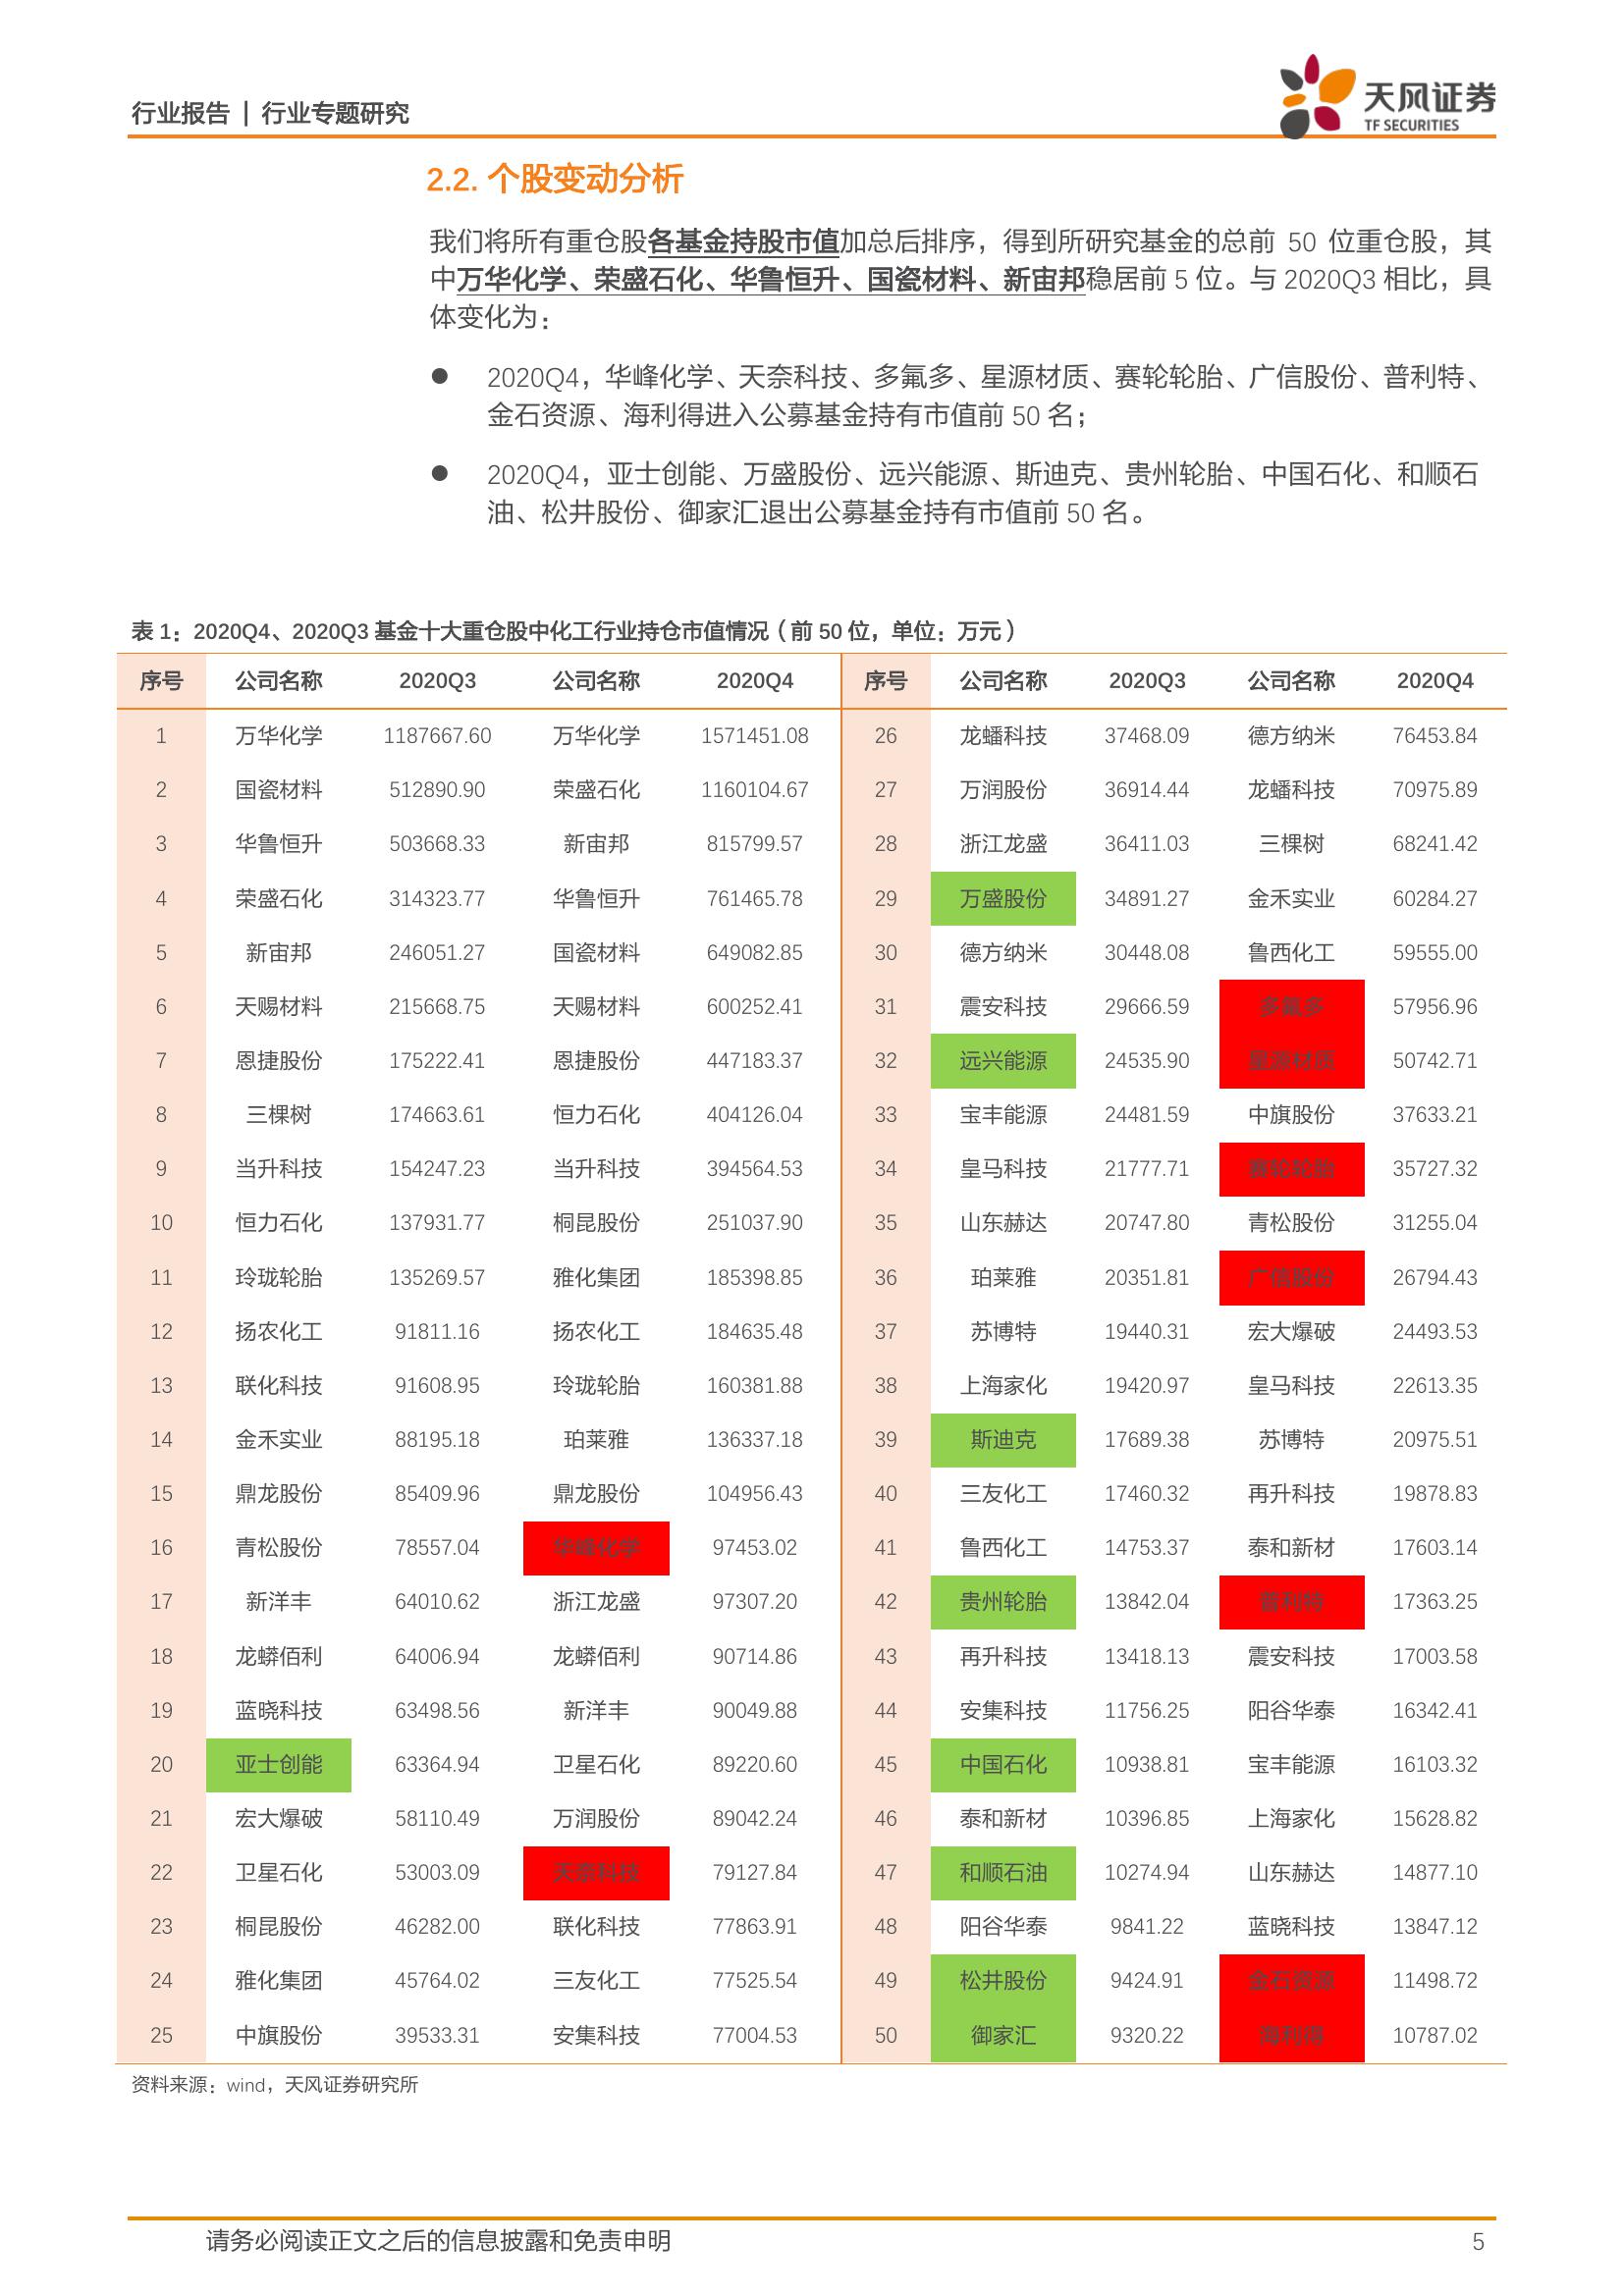 行业报告 | 行业专题研究
天风证券
TF SECURITIES
2.2. 个股变动分析
我们将所有重仓股各基金持股市值加总后排序，得到所研究基金的总前 50 位重仓股，其
中万华化学、荣盛石化、华鲁恒升、国瓷材料、新宙邦稳居前 5 位。与 2020Q3 相比，具
体变化为：
● 2020Q4，华峰化学、天奈科技、多氟多、星源材质、赛轮轮胎、广信股份、普利特、
金石资源、海利得进入公募基金持有市值前 50 名；
● 2020Q4，亚士创能、万盛股份、远兴能源、斯迪克、贵州轮胎、中国石化、和顺石
油、松井股份、御家汇退出公募基金持有市值前 50 名。
表 1：2020Q4、2020Q3 基金十大重仓股中化工行业持仓市值情况（前 50 位，单位：万元）
序号 公司名称 2020Q3 公司名称 2020Q4 序号 公司名称 2020Q3 公司名称 2020Q4
1 万华化学 1187667.60 万华化学 1571451.08 26 龙蟠科技 37468.09 德方纳米 76453.84
2 国瓷材料 512890.90 荣盛石化 1160104.67 27 万润股份 36914.44 龙蟠科技 70975.89
3 华鲁恒升 503668.33 新宙邦 815799.57 28 浙江龙盛 36411.03 三棵树 68241.42
4 荣盛石化 314323.77 华鲁恒升 761465.78 29 万盛股份 34891.27 金禾实业 60284.27
5 新宙邦 246051.27 国瓷材料 649082.85 30 德方纳米 30448.08 鲁西化工 59555.00
6 天赐材料 215668.75 天赐材料 600252.41 31 震安科技 29666.59 多氟多 57956.96
7 恩捷股份 175222.41 恩捷股份 447183.37 32 远兴能源 24535.90 星源材质 50742.71
8 三棵树 174663.61 恒力石化 404126.04 33 宝丰能源 24481.59 中旗股份 37633.21
9 当升科技 154247.23 当升科技 394564.53 34 皇马科技 21777.71 赛轮轮胎 35727.32
10 恒力石化 137931.77 桐昆股份 251037.90 35 山东赫达 20747.80 青松股份 31255.04
11 玲珑轮胎 135269.57 雅化集团 185398.85 36 珀莱雅 20351.81 广信股份 26794.43
12 扬农化工 91811.16 扬农化工 184635.48 37 苏博特 19440.31 宏大爆破 24493.53
13 联化科技 91608.95 玲珑轮胎 160381.88 38 上海家化 19420.97 皇马科技 22613.35
14 金禾实业 88195.18 珀莱雅 136337.18 39 斯迪克 17689.38 苏博特 20975.51
15 鼎龙股份 85409.96 鼎龙股份 104956.43 40 三友化工 17460.32 再升科技 19878.83
16 青松股份 78557.04 华峰化学 97453.02 41 鲁西化工 14753.37 泰和新材 17603.14
17 新洋丰 64010.62 浙江龙盛 97307.20 42 贵州轮胎 13842.04 普利特 17363.25
18 龙蟒佰利 64006.94 龙蟒佰利 90714.86 43 再升科技 13418.13 震安科技 17003.58
19 蓝晓科技 63498.56 新洋丰 90049.88 44 安集科技 11756.25 阳谷华泰 16342.41
20 亚士创能 63364.94 卫星石化 89220.60 45 中国石化 10938.81 宝丰能源 16103.32
21 宏大爆破 58110.49 万润股份 89042.24 46 泰和新材 10396.85 上海家化 15628.82
22 卫星石化 53003.09 天奈科技 79127.84 47 和顺石油 10274.94 山东赫达 14877.10
23 桐昆股份 46282.00 联化科技 77863.91 48 阳谷华泰 9841.22 蓝晓科技 13847.12
24 雅化集团 45764.02 三友化工 77525.54 49 松井股份 9424.91 金石资源 11498.72
25 中旗股份 39533.31 安集科技 77004.53 50 御家汇 9320.22 海利得 10787.02
资料来源：wind，天风证券研究所
请务必阅读正文之后的信息披露和免责申明 5